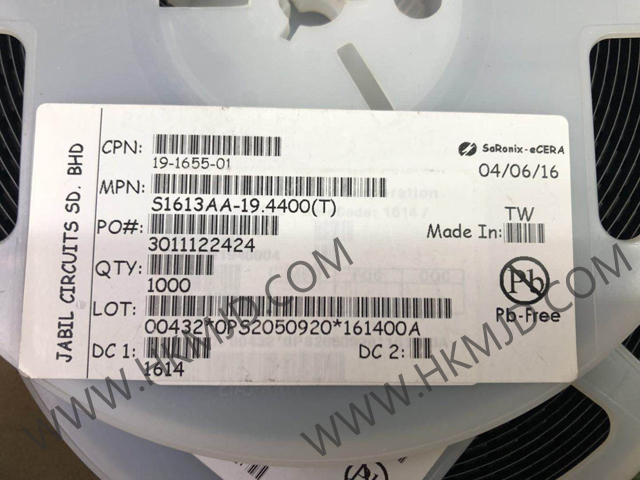 JABIL CIRCUITS SD. BHD
CPN:
19-1655-01
SaRonix-eCERA
04/06/16
MPN:
S1613AA-19.4400(T)
PO#:
3011122424
TW
Made In:
QTY:
1000
Pb
Pb-Free
LOT:
00432*0PS2050920*161400A
DC 1:
1614
DC 2:
WWW.HKMJD.COM
WWW.HKMJD.COM